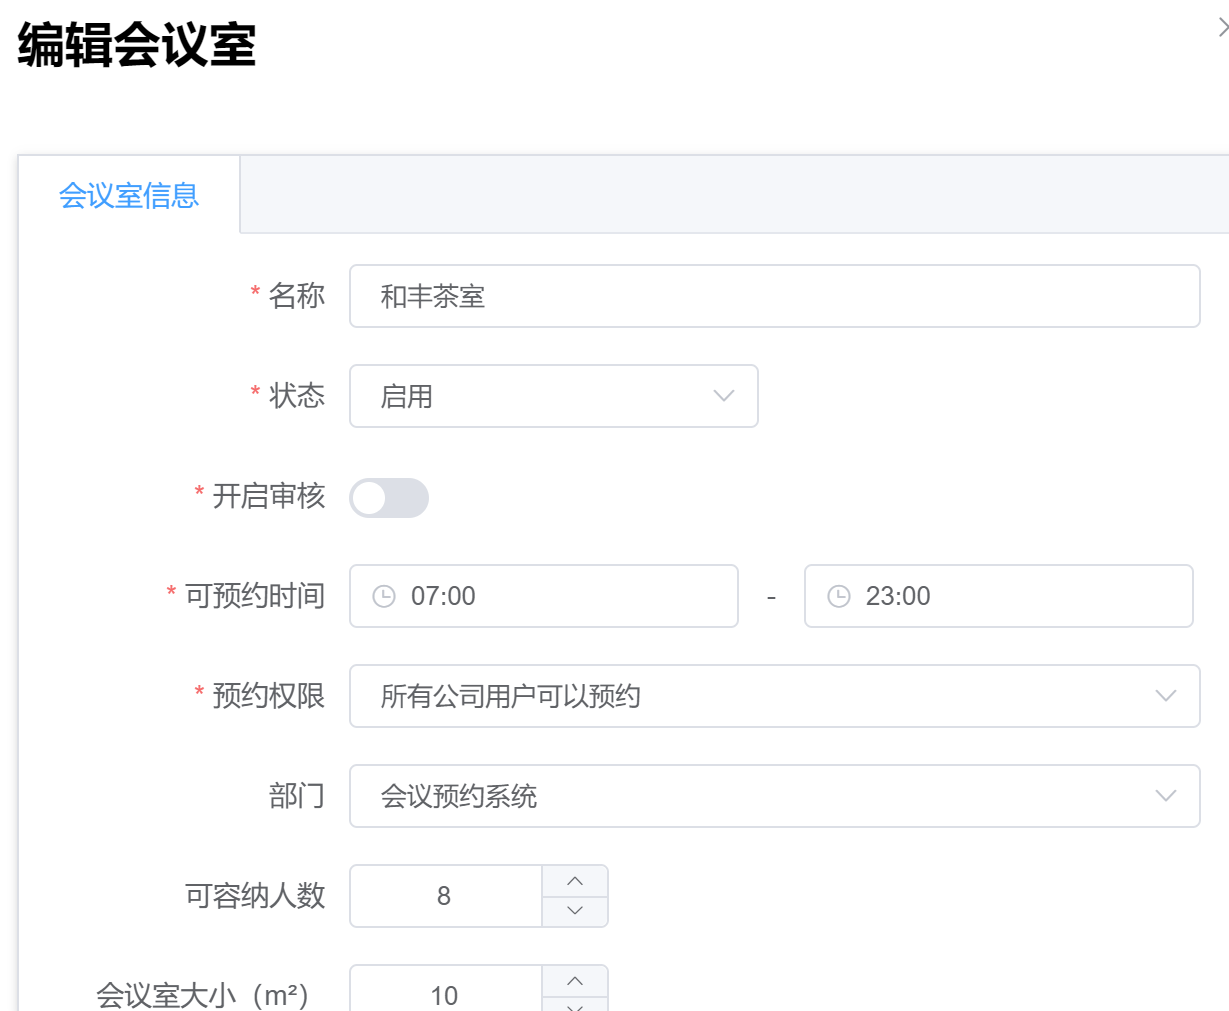 编辑会议室
会议室信息
* 名称 和丰茶室
* 状态 启用
* 开启审核
* 可预约时间 07:00 - 23:00
* 预约权限 所有公司用户可以预约
部门 会议预约系统
可容纳人数 8
会议室大小（m²） 10